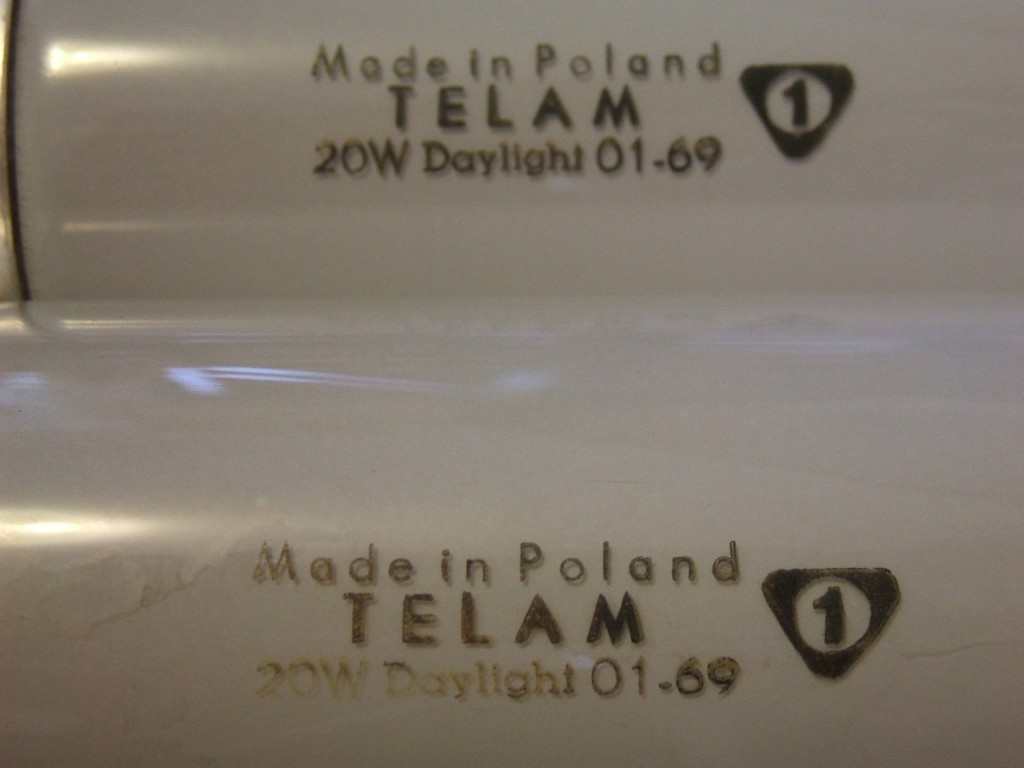 Made in Poland
TELAM
20W Daylight 01-69
1
Made in Poland
TELAM
20W Daylight 01-69
1